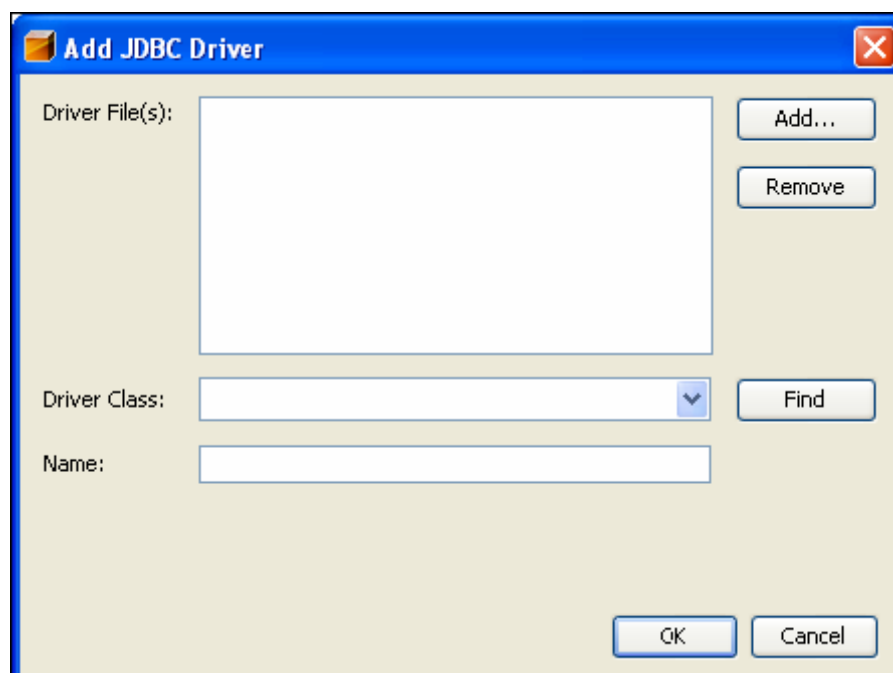 Add JDBC Driver
Driver File(s):
Add...
Remove
Driver Class:
Find
Name:
OK
Cancel